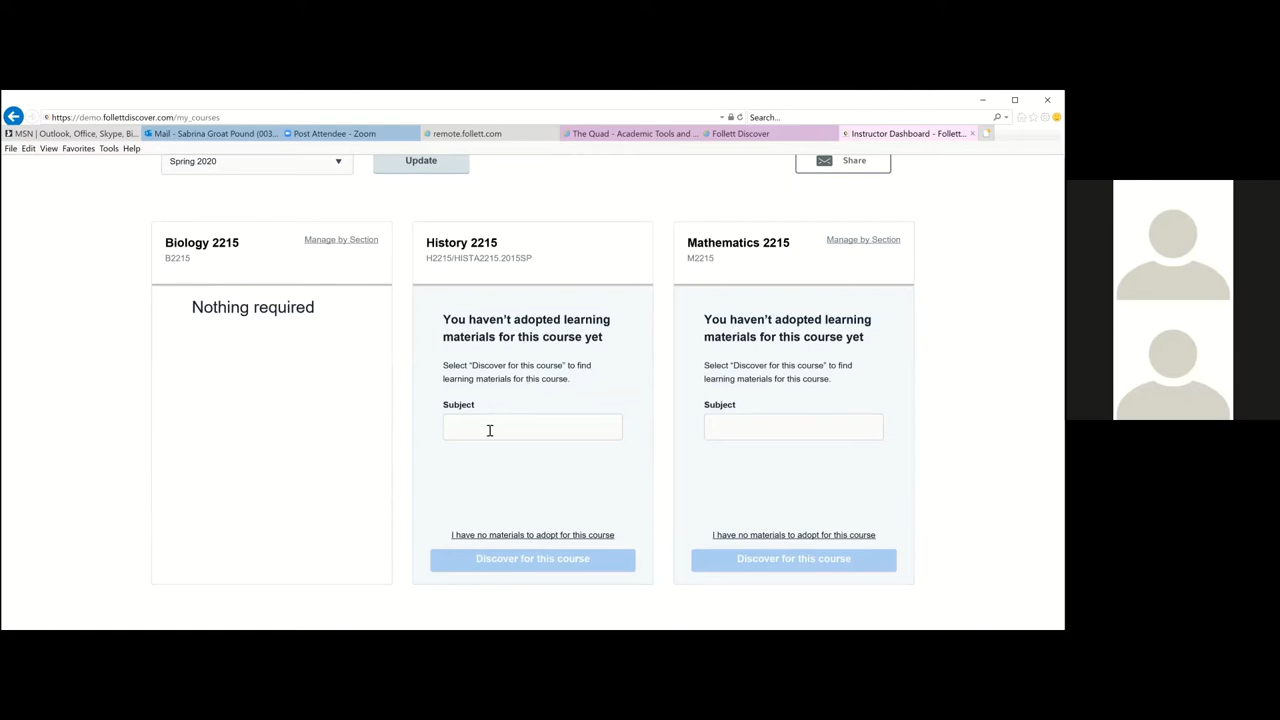 https://demo.follettdiscover.com/my_courses
Search...
MSN | Outlook, Office, Skype, Bi...
Mail - Sabrina Groat Pound (003...
Post Attendee - Zoom
remote.follett.com
The Quad - Academic Tools and ...
Follett Discover
Instructor Dashboard - Follett...
File Edit View Favorites Tools Help
Spring 2020
Update
Share
Biology 2215
Manage by Section
B2215
Nothing required
History 2215
H2215/HISTA2215.2015SP
You haven't adopted learning
materials for this course yet
Select “Discover for this course” to find
learning materials for this course.
Subject
I have no materials to adopt for this course
Discover for this course
Mathematics 2215
Manage by Section
M2215
You haven't adopted learning
materials for this course yet
Select “Discover for this course” to find
learning materials for this course.
Subject
I have no materials to adopt for this course
Discover for this course